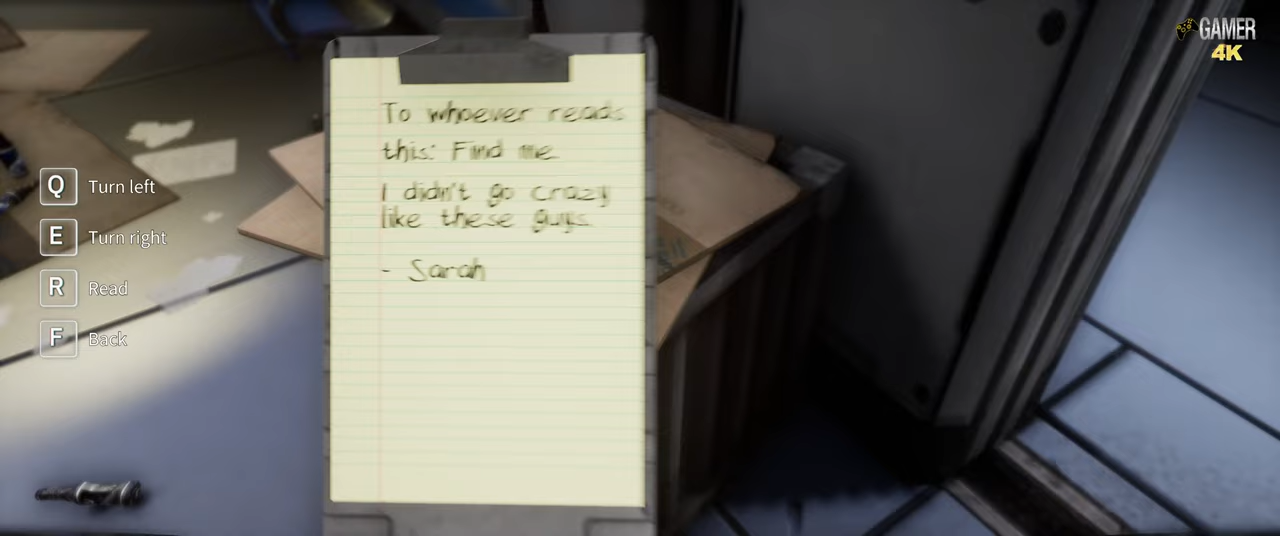 GAMER
4K
To whoever reads
this: Find me.
I didn't go crazy
like these guys.
- Sarah
Q Turn left
E Turn right
R Read
F Back